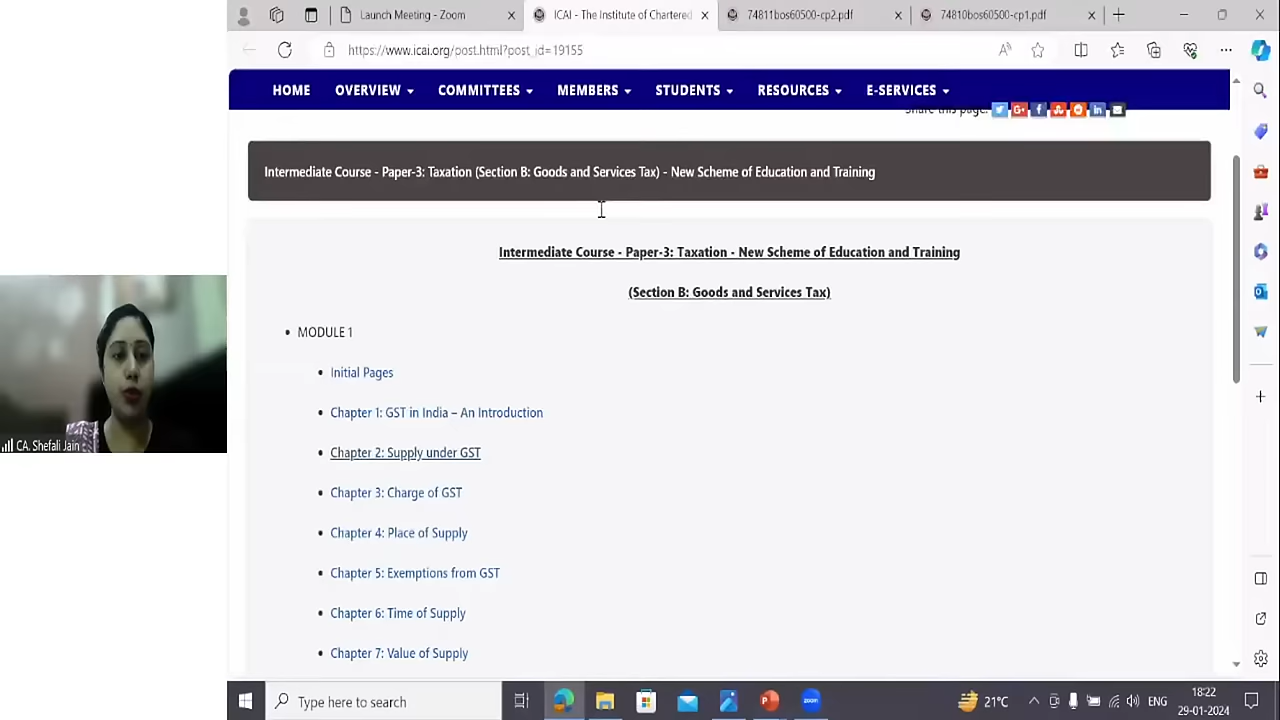 Launch Meeting - Zoom
ICAI - The Institute of Chartered
74811bos60500-cp2.pdf
74810bos60500-cp1.pdf
https://www.icai.org/post.html?post_id=19155
HOME OVERVIEW COMMITTEES MEMBERS STUDENTS RESOURCES E-SERVICES
Share this page:
Intermediate Course - Paper-3: Taxation (Section B: Goods and Services Tax) - New Scheme of Education and Training
Intermediate Course - Paper-3: Taxation - New Scheme of Education and Training
(Section B: Goods and Services Tax)
MODULE 1
Initial Pages
Chapter 1: GST in India – An Introduction
Chapter 2: Supply under GST
Chapter 3: Charge of GST
Chapter 4: Place of Supply
Chapter 5: Exemptions from GST
Chapter 6: Time of Supply
Chapter 7: Value of Supply
CA. Shefali Jain
Type here to search
zoom
21°C
ENG
18:22
29-01-2024